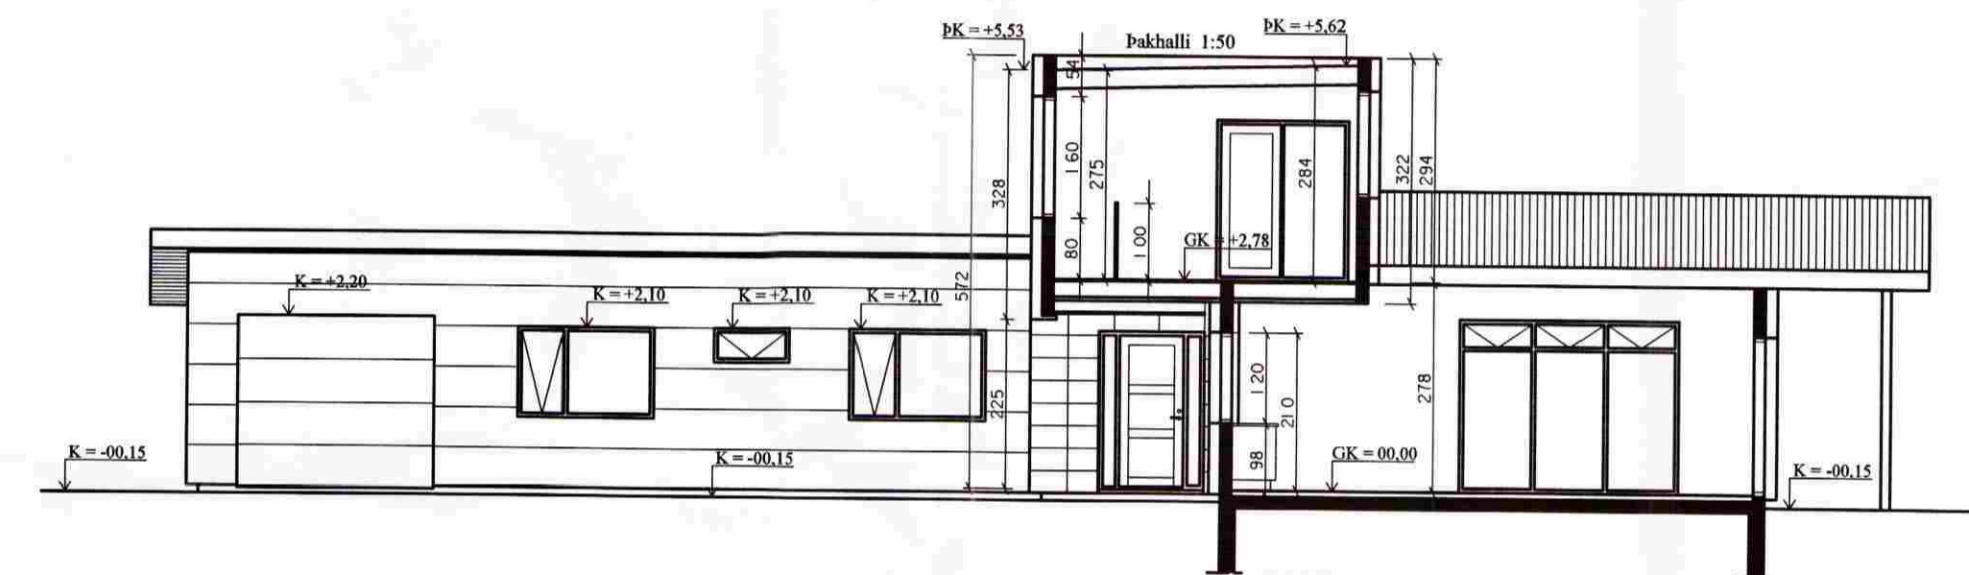 ÞK = +5,53
Þakhalli 1:50
ÞK = +5,62
54
328
160
275
284
322
294
80
100
GK = +2,78
572
K = +2,20
K = +2,10
K = +2,10
K = +2,10
225
120
210
278
98
K = -00,15
K = -00,15
GK = 00,00
K = -00,15